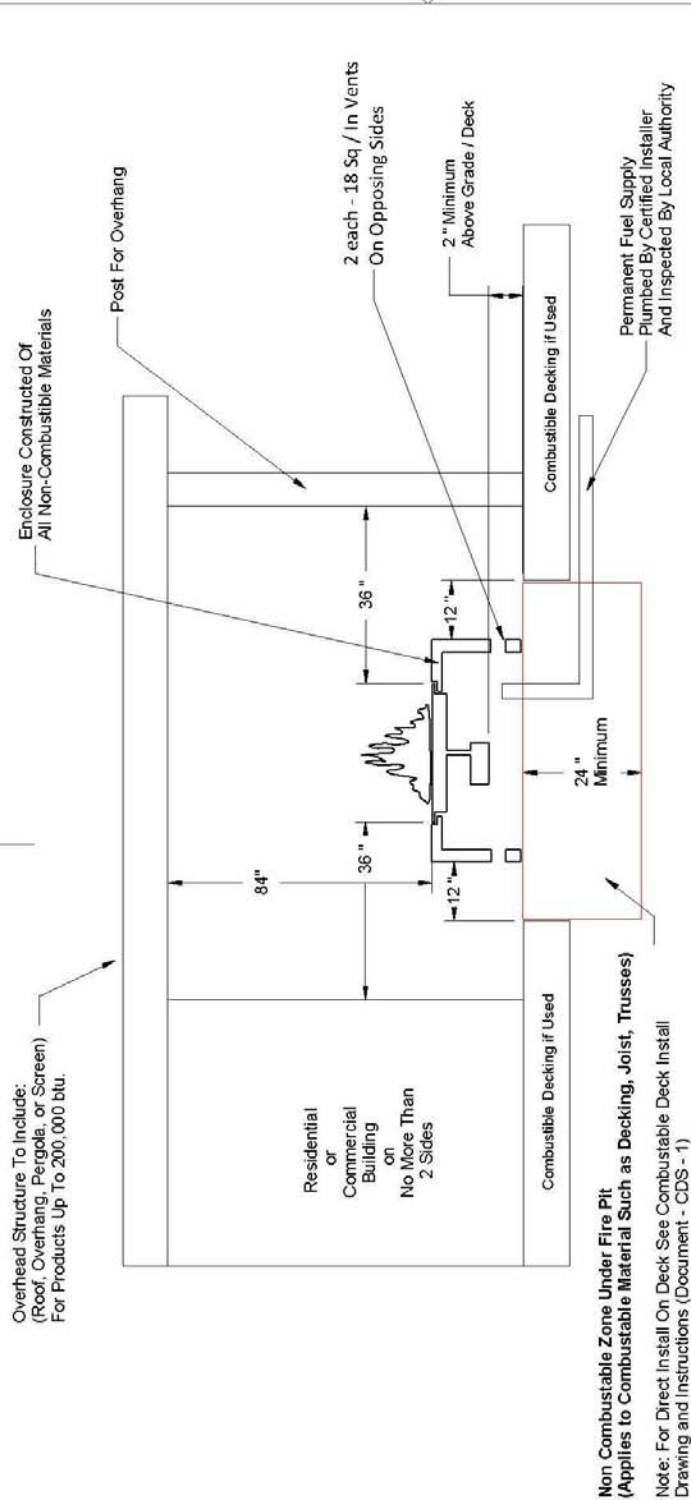 Overhead Structure To Include:
(Roof, Overhang, Pergola, or Screen)
For Products Up To 200,000 btu.
Enclosure Constructed Of
All Non-Combustible Materials
Post For Overhang
2 each - 18 Sq / In Vents
On Opposing Sides
2 " Minimum
Above Grade / Deck
84"
36 "
36 "
12 "
12 "
Residential
or
Commercial
Building
on
No More Than
2 Sides
Combustible Decking if Used
Combustible Decking if Used
24 "
Minimum
Permanent Fuel Supply
Plumbed By Certified Installer
And Inspected By Local Authority
Non Combustable Zone Under Fire Pit
(Applies to Combustable Material Such as Decking, Joist, Trusses)
Note: For Direct Install On Deck See Combustable Deck Install
Drawing and Instructions (Document - CDS - 1)